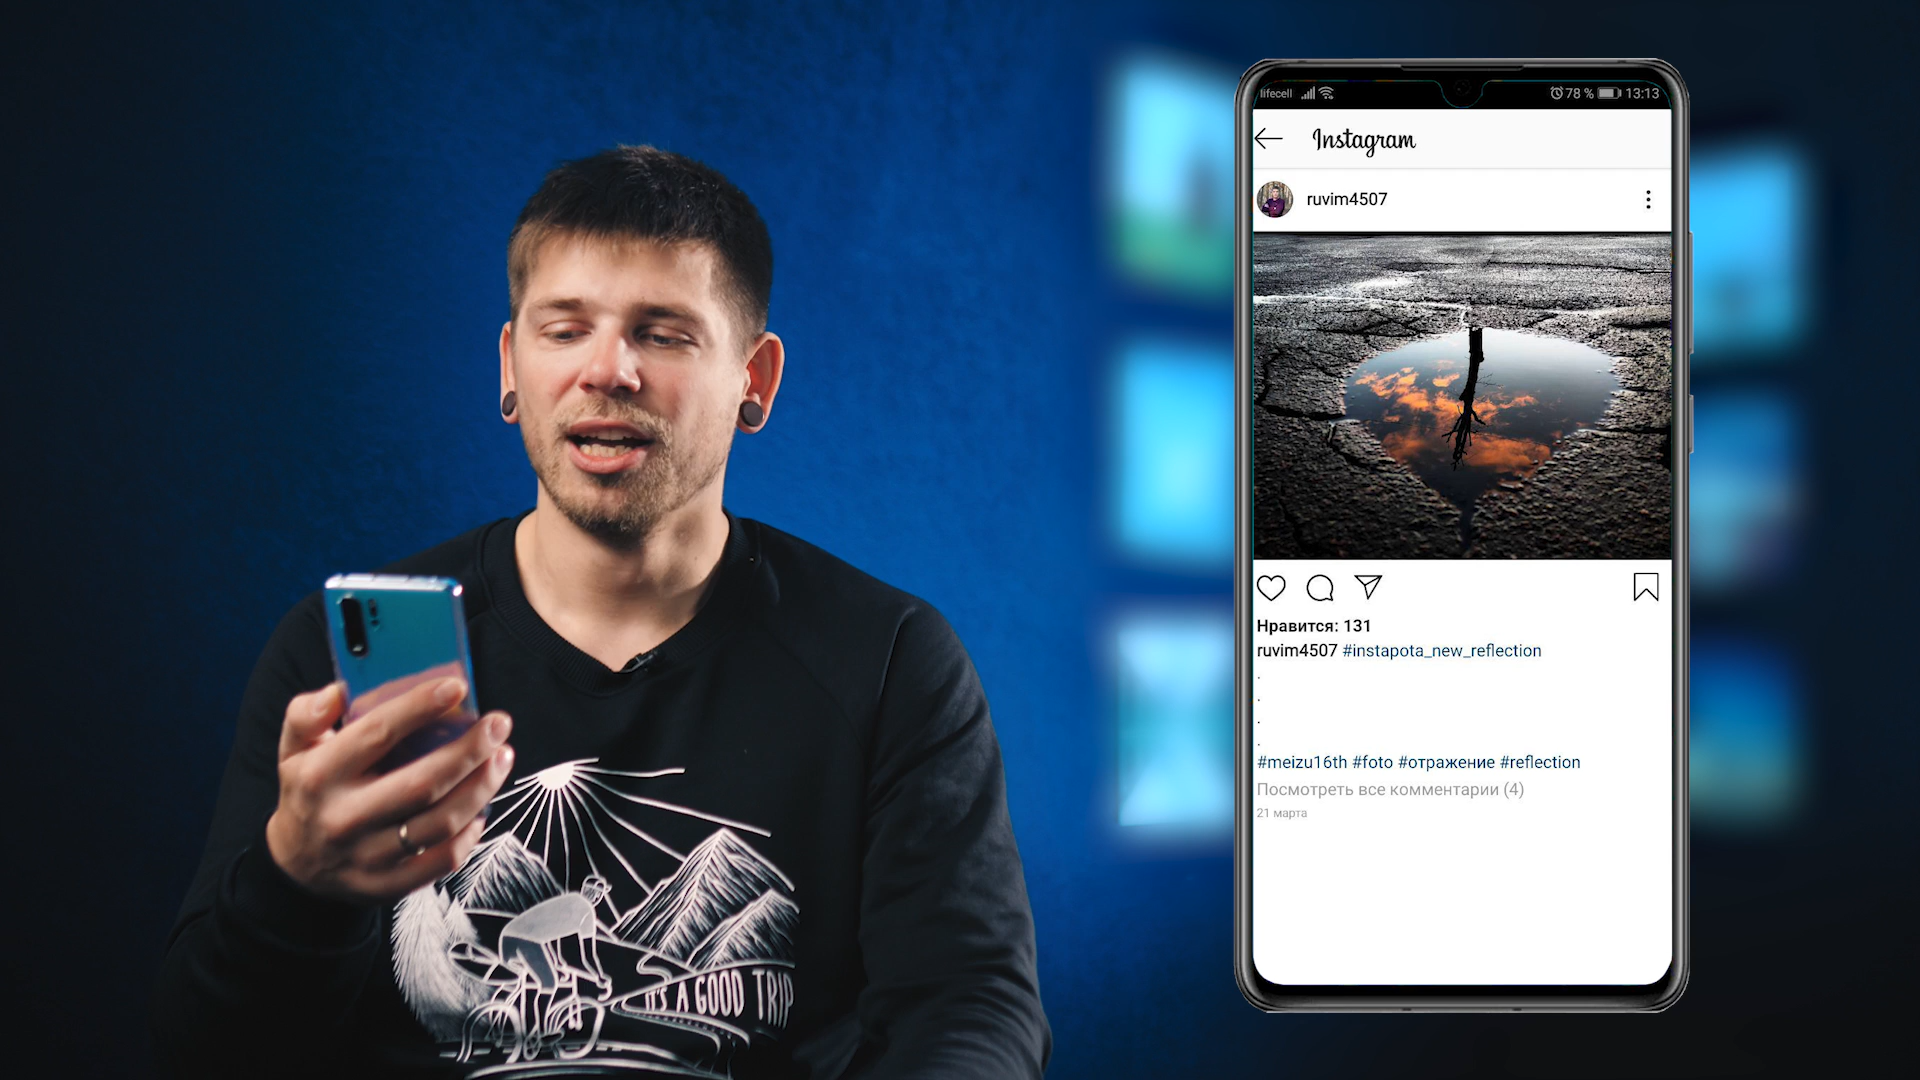 lifecell 78 % 13:13
Instagram
ruvim4507
Нравится: 131
ruvim4507 #instapota_new_reflection
.
.
.
.
#meizu16th #foto #отражение #reflection
Посмотреть все комментарии (4)
21 марта
IT'S A GOOD TRIP